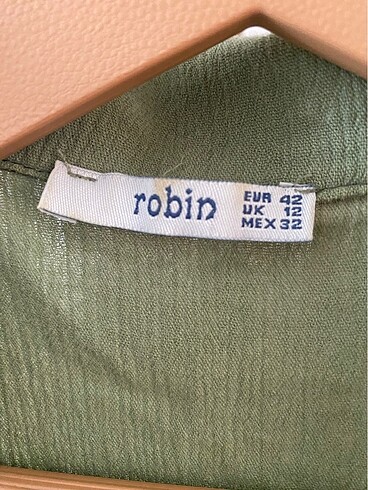 robin
EUR 42
UK 12
MEX 32